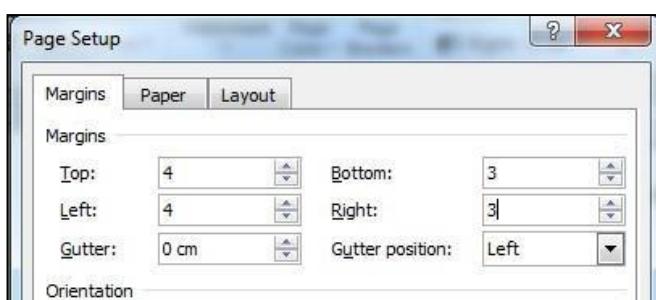 Page Setup
Margins Paper Layout
Margins
Top: 4 Bottom: 3
Left: 4 Right: 3
Gutter: 0 cm Gutter position: Left
Orientation